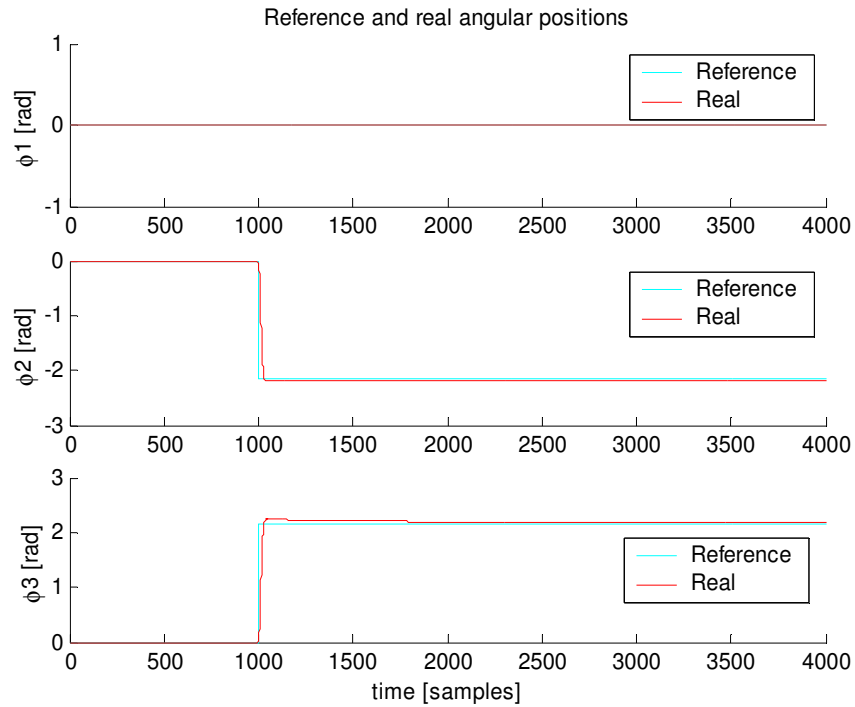 Reference and real angular positions
1
Reference
Real
0
ϕ1 [rad]
-1
0 500 1000 1500 2000 2500 3000 3500 4000
0
Reference
Real
-1
ϕ2 [rad]
-2
-3
0 500 1000 1500 2000 2500 3000 3500 4000
3
2
Reference
Real
ϕ3 [rad]
1
0
0 500 1000 1500 2000 2500 3000 3500 4000
time [samples]